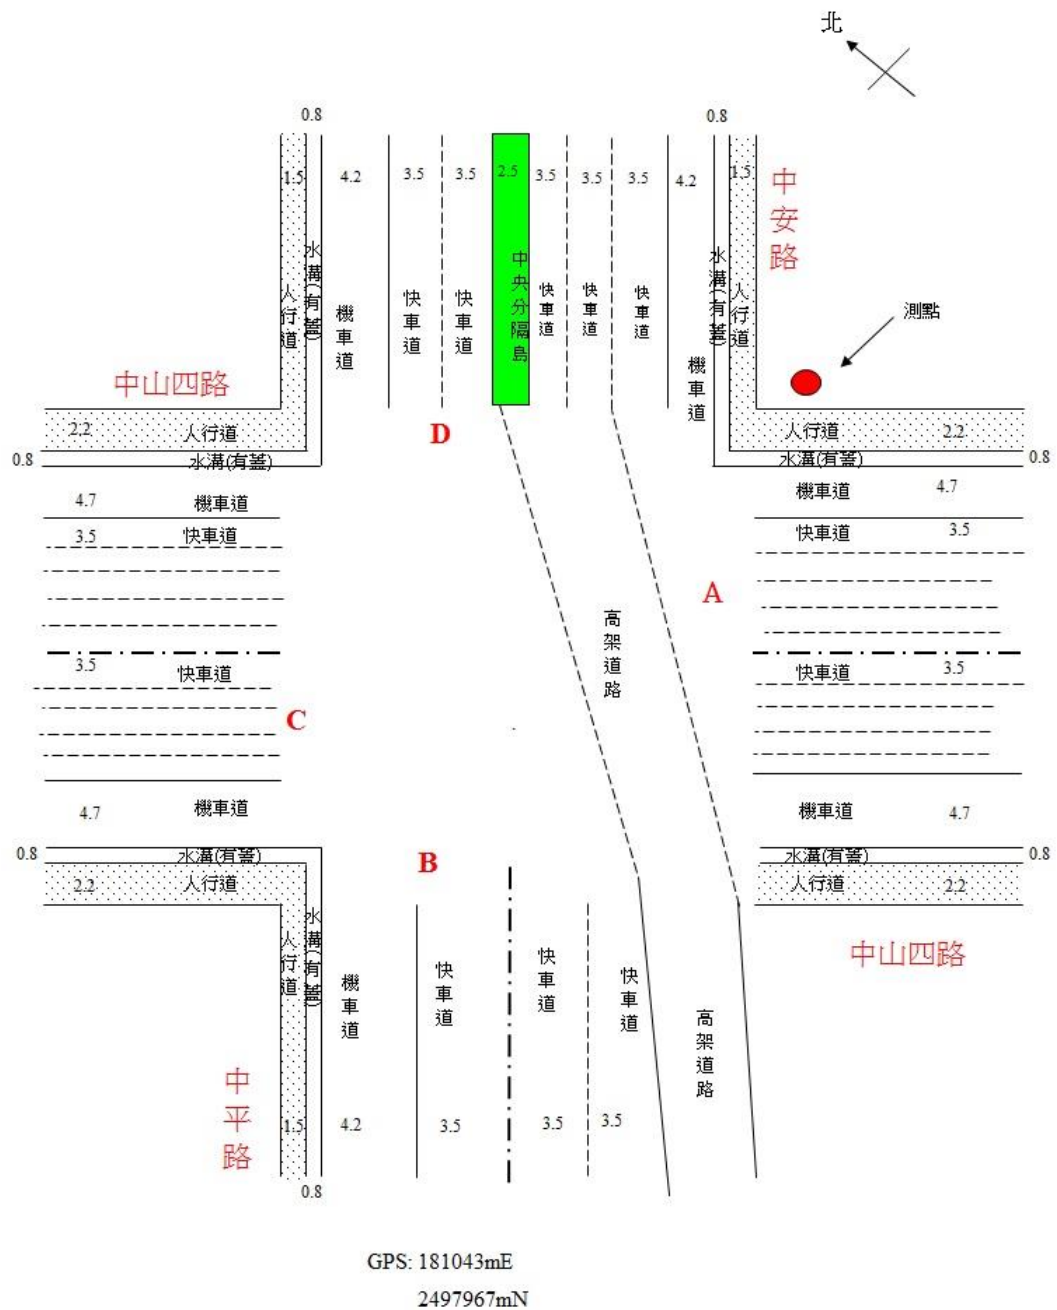 北
0.8
0.8
1.5
4.2
3.5
3.5
2.5
3.5
3.5
3.5
4.2
1.5
中安路
水溝(有蓋)
人行道
機車道
快車道
快車道
中央分隔島
快車道
快車道
快車道
機車道
水溝(有蓋)
人行道
測點
中山四路
2.2
人行道
D
人行道
2.2
0.8
水溝(有蓋)
水溝(有蓋)
0.8
4.7
機車道
機車道
4.7
3.5
快車道
快車道
3.5
A
高架道路
3.5
快車道
快車道
3.5
C
4.7
機車道
機車道
4.7
0.8
水溝(有蓋)
B
水溝(有蓋)
0.8
2.2
人行道
人行道
2.2
中山四路
人行道
水溝(有蓋)
機車道
快車道
快車道
快車道
高架道路
中平路
1.5
4.2
3.5
3.5
3.5
0.8
GPS: 181043mE
2497967mN